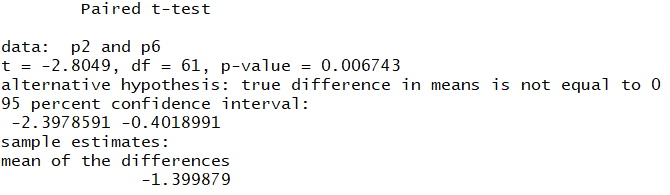 Paired t-test
data: p2 and p6
t = -2.8049, df = 61, p-value = 0.006743
alternative hypothesis: true difference in means is not equal to 0
95 percent confidence interval:
-2.3978591 -0.4018991
sample estimates:
mean of the differences
-1.399879